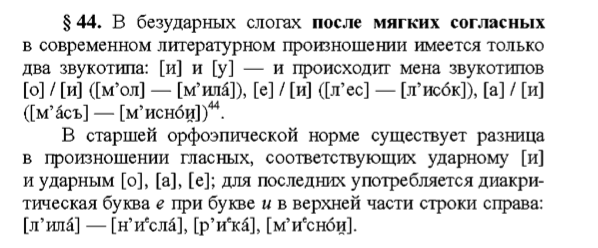 § 44. В безударных слогах после мягких согласных
в современном литературном произношении имеется только
два звукотипа: [и] и [у] — и происходит мена звукотипов
[о] / [и] ([м’ол] — [м’ила́]), [е] / [и] ([л’ес] — [л’исо́к]), [а] / [и]
([м’а́съ] — [м’исно́и̯])⁴⁴.
В старшей орфоэпической норме существует разница
в произношении гласных, соответствующих ударному [и]
и ударным [о], [а], [е]; для последних употребляется диакри-
тическая буква е при букве и в верхней части строки справа:
[л’ила́] — [н’иᵉсла́], [р’иᵉка́], [м’иᵉсно́и̯].